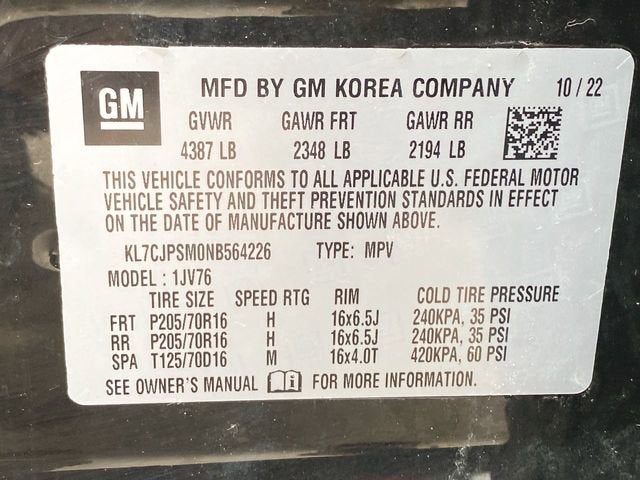 GM MFD BY GM KOREA COMPANY 10 / 22
GVWR GAWR FRT GAWR RR
4387 LB 2348 LB 2194 LB
THIS VEHICLE CONFORMS TO ALL APPLICABLE U.S. FEDERAL MOTOR
VEHICLE SAFETY AND THEFT PREVENTION STANDARDS IN EFFECT
ON THE DATE OF MANUFACTURE SHOWN ABOVE.
KL7CJPSM0NB564226 TYPE: MPV
MODEL : 1JV76
TIRE SIZE SPEED RTG RIM COLD TIRE PRESSURE
FRT P205/70R16 H 16x6.5J 240KPA, 35 PSI
RR P205/70R16 H 16x6.5J 240KPA, 35 PSI
SPA T125/70D16 M 16x4.0T 420KPA, 60 PSI
SEE OWNER'S MANUAL FOR MORE INFORMATION.